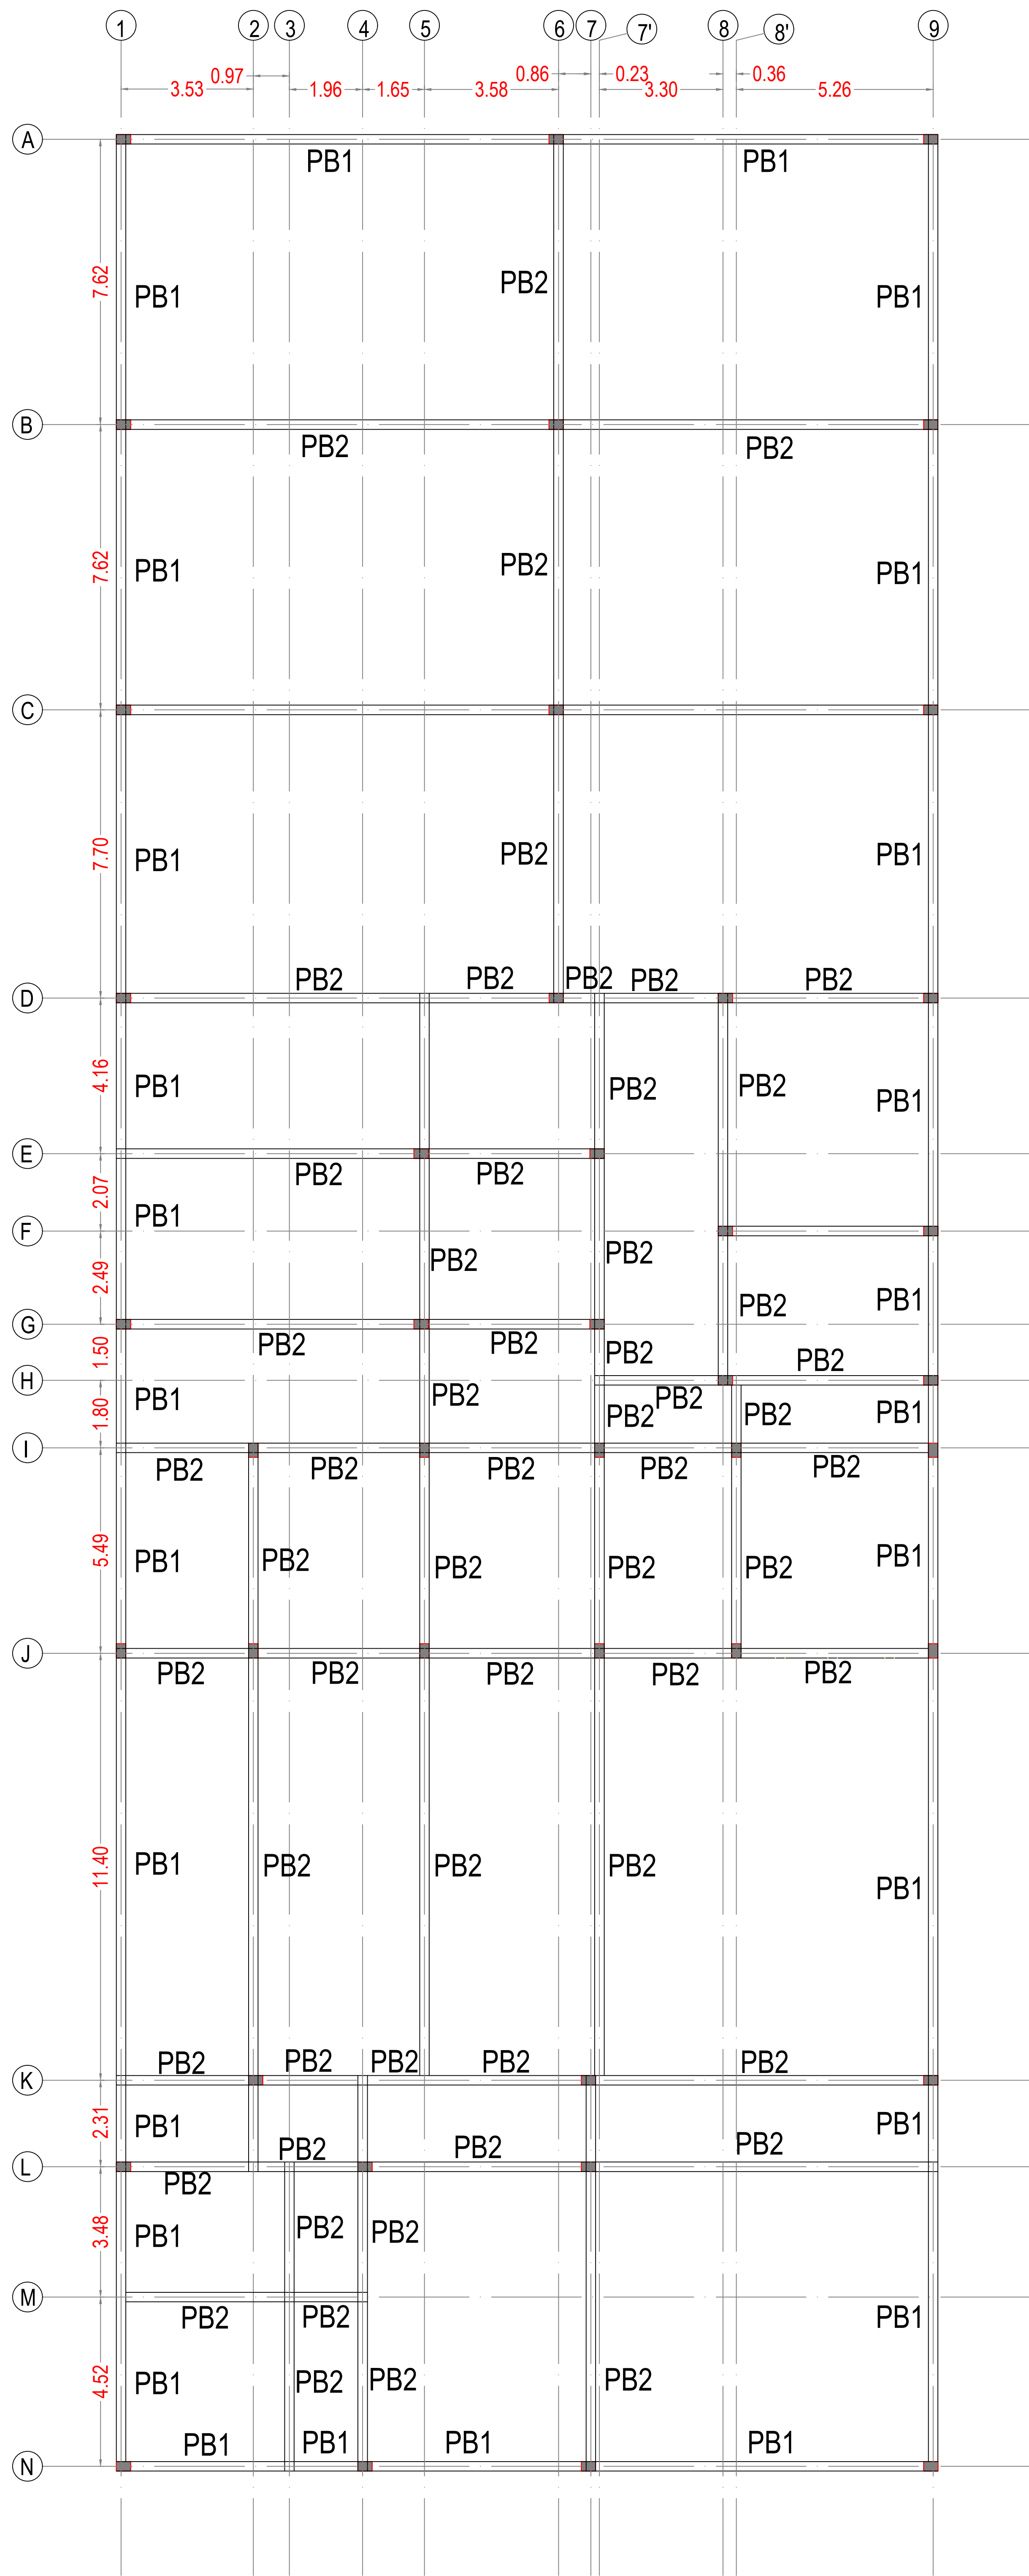 1 2 3 4 5 6 7 7' 8 8' 9
0.97 0.86 0.23 0.36
3.53 1.96 1.65 3.58 3.30 5.26
A
PB1 PB1
7.62 PB1 PB2 PB1
B
PB2 PB2
7.62 PB1 PB2 PB1
C
7.70 PB1 PB2 PB1
PB2 PB2 PB2 PB2 PB2
D
4.16 PB1 PB2 PB2 PB1
E
PB2 PB2
2.07 PB1
F
PB2 PB2
2.49 PB2 PB1
G
PB2 PB2
1.50 PB2 PB2
H
PB2
1.80 PB1 PB2 PB2 PB2 PB2 PB1
I
PB2 PB2 PB2 PB2 PB2
5.49 PB1 PB2 PB2 PB2 PB2 PB1
J
PB2 PB2 PB2 PB2 PB2
11.40 PB1 PB2 PB2 PB2 PB1
PB2 PB2 PB2 PB2 PB2
K
2.31 PB1 PB1
PB2 PB2 PB2
L
PB2
3.48 PB1 PB2 PB2
M
PB2 PB2 PB1
4.52 PB1 PB2 PB2 PB2
PB1 PB1 PB1 PB1
N